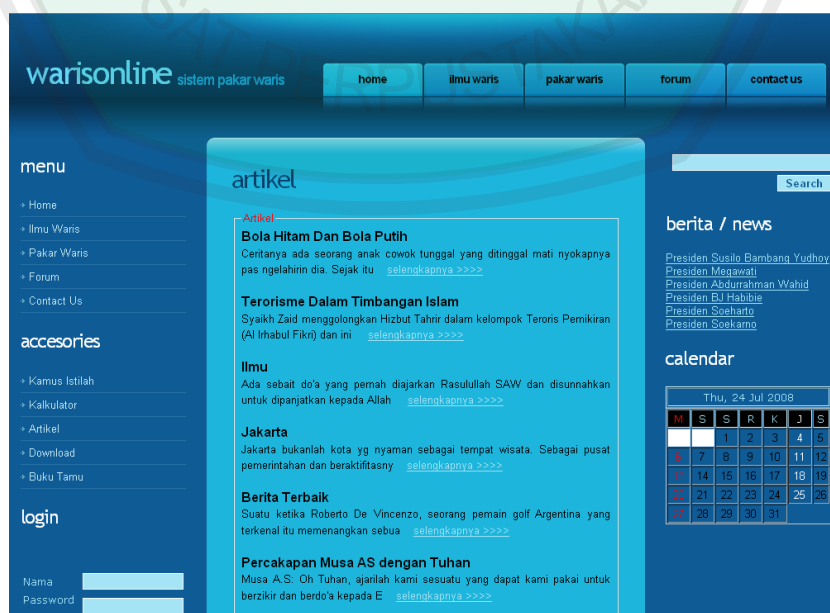 warisonline sistem pakar waris
home
ilmu waris
pakar waris
forum
contact us
menu
Home
Ilmu Waris
Pakar Waris
Forum
Contact Us
accesories
Kamus Istilah
Kalkulator
Artikel
Download
Buku Tamu
login
Nama
Password
artikel
Artikel
Bola Hitam Dan Bola Putih
Ceritanya ada seorang anak cowok tunggal yang ditinggal mati nyokapnya
pas ngelahirin dia. Sejak itu selengkapnya >>>>
Terorisme Dalam Timbangan Islam
Syaikh Zaid menggolongkan Hizbut Tahrir dalam kelompok Teroris Pemikiran
(Al Irhabul Fikri) dan ini selengkapnya >>>>
Ilmu
Ada sebait do'a yang pernah diajarkan Rasulullah SAW dan disunnahkan
untuk dipanjatkan kepada Allah selengkapnya >>>>
Jakarta
Jakarta bukanlah kota yg nyaman sebagai tempat wisata. Sebagai pusat
pemerintahan dan beraktifitasny selengkapnya >>>>
Berita Terbaik
Suatu ketika Roberto De Vincenzo, seorang pemain golf Argentina yang
terkenal itu memenangkan sebua selengkapnya >>>>
Percakapan Musa AS dengan Tuhan
Musa A.S: Oh Tuhan, ajarilah kami sesuatu yang dapat kami pakai untuk
berzikir dan berdo'a kepada E selengkapnya >>>>
Search
berita / news
Presiden Susilo Bambang Yudhoy
Presiden Megawati
Presiden Abdurrahman Wahid
Presiden BJ Habibie
Presiden Soeharto
Presiden Soekarno
calendar
Thu, 24 Jul 2008
M S S R K J S
1 2 3 4 5
6 7 8 9 10 11 12
13 14 15 16 17 18 19
20 21 22 23 24 25 26
27 28 29 30 31